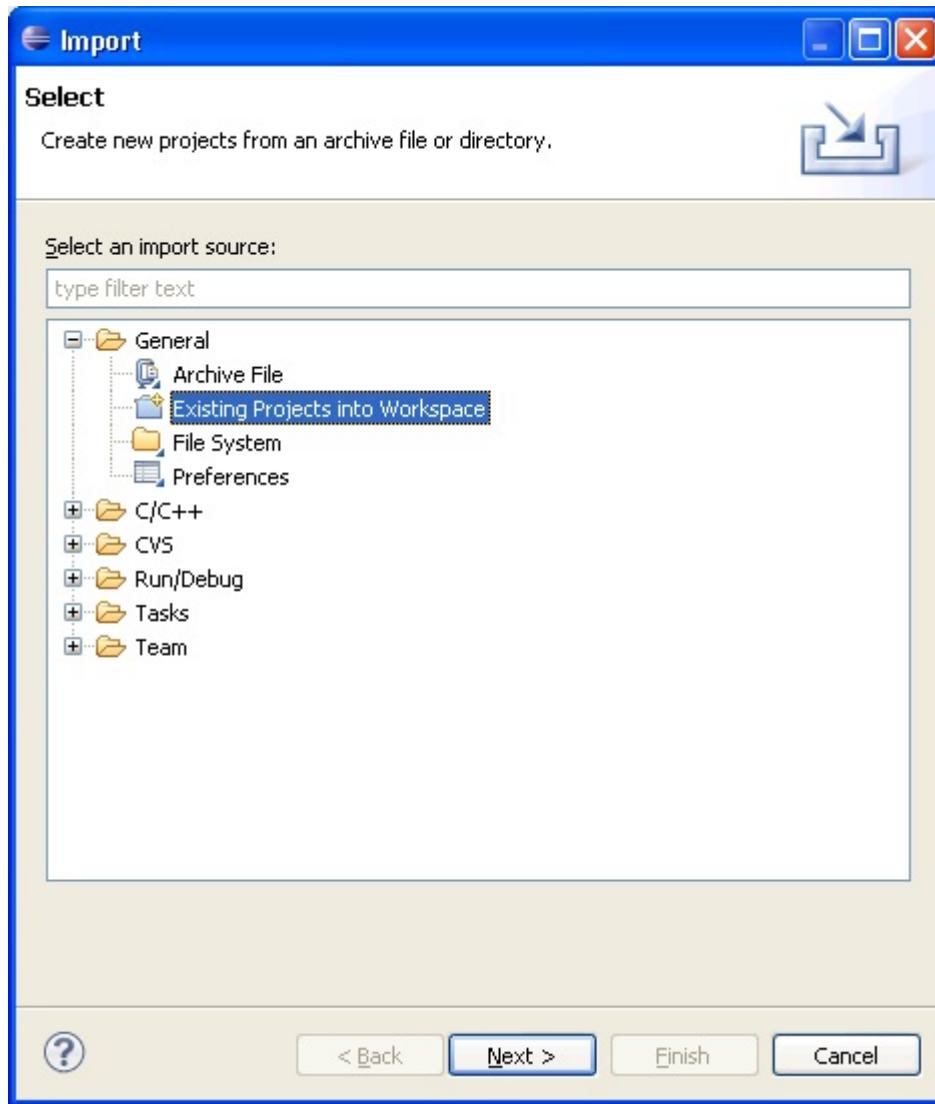 Import
Select
Create new projects from an archive file or directory.
Select an import source:
type filter text
General
Archive File
Existing Projects into Workspace
File System
Preferences
C/C++
CVS
Run/Debug
Tasks
Team
? < Back Next > Finish Cancel